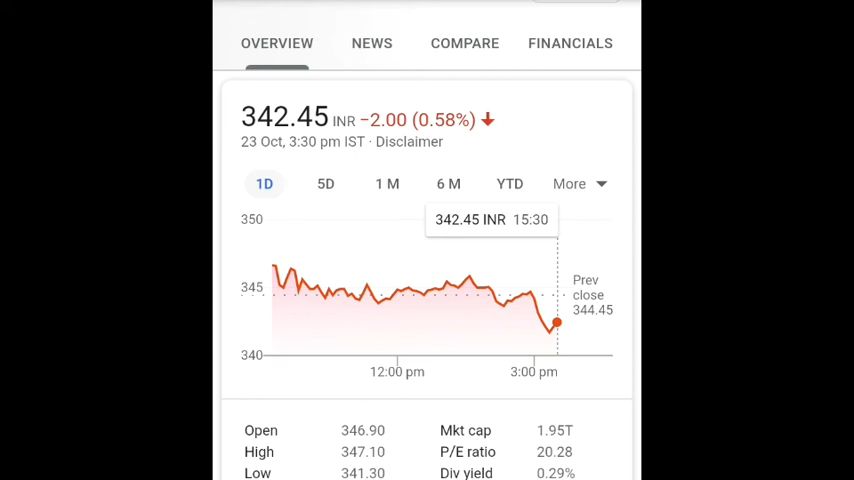 OVERVIEW NEWS COMPARE FINANCIALS
342.45 INR −2.00 (0.58%)
23 Oct, 3:30 pm IST · Disclaimer
1D 5D 1 M 6 M YTD More
342.45 INR 15:30
350
345
340
Prev
close
344.45
12:00 pm 3:00 pm
Open 346.90 Mkt cap 1.95T
High 347.10 P/E ratio 20.28
Low 341.30 Div yield 0.29%